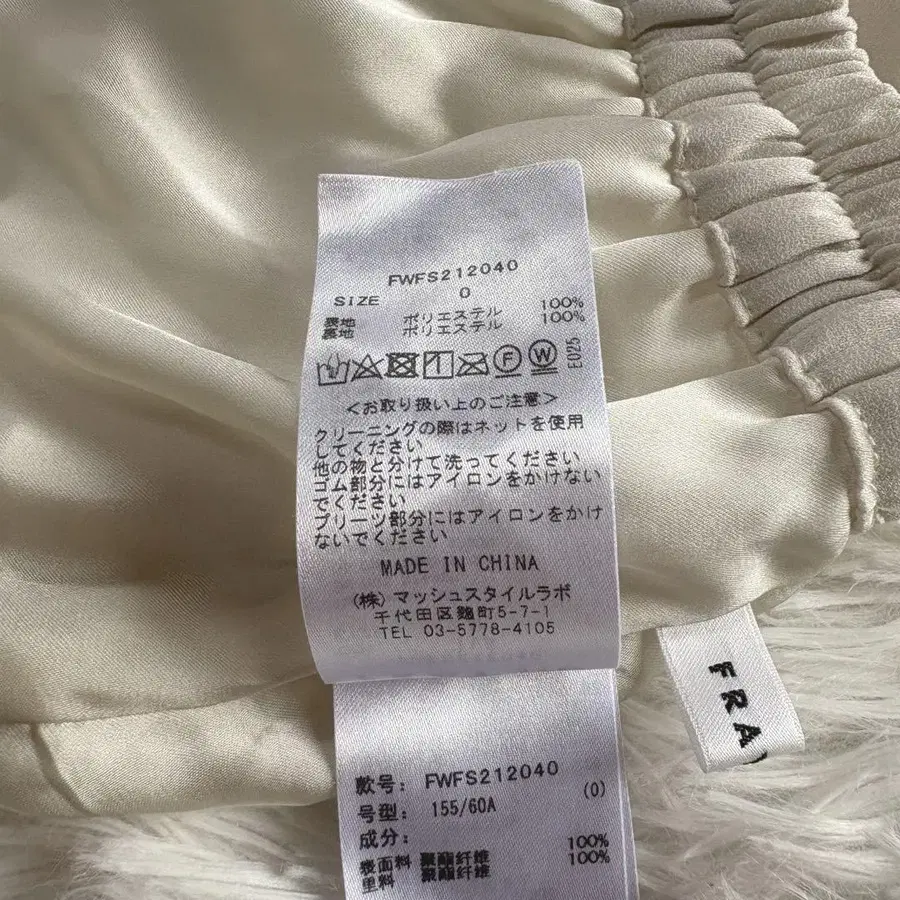 FWFS212040
SIZE 0
表地 ポリエステル 100%
裏地 ポリエステル 100%
F W E025
<お取り扱い上のご注意>
クリーニングの際はネットを使用
してください
他の物と分けて洗ってください
ゴム部分にはアイロンをかけない
でください
プリーツ部分にはアイロンをかけ
ないでください
MADE IN CHINA
(株)マッシュスタイルラボ
千代田区麹町5-7-1
TEL 03-5778-4105
款号: FWFS212040
号型: 155/60A (0)
成分:
表面料 聚酯纤维 100%
里料 聚酯纤维 100%
FRA